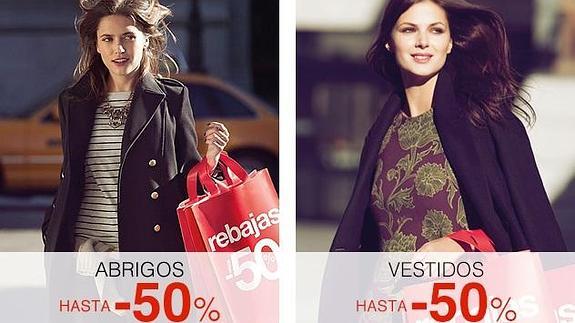 rebajas
-50%
ABRIGOS
HASTA -50%
VESTIDOS
HASTA -50%